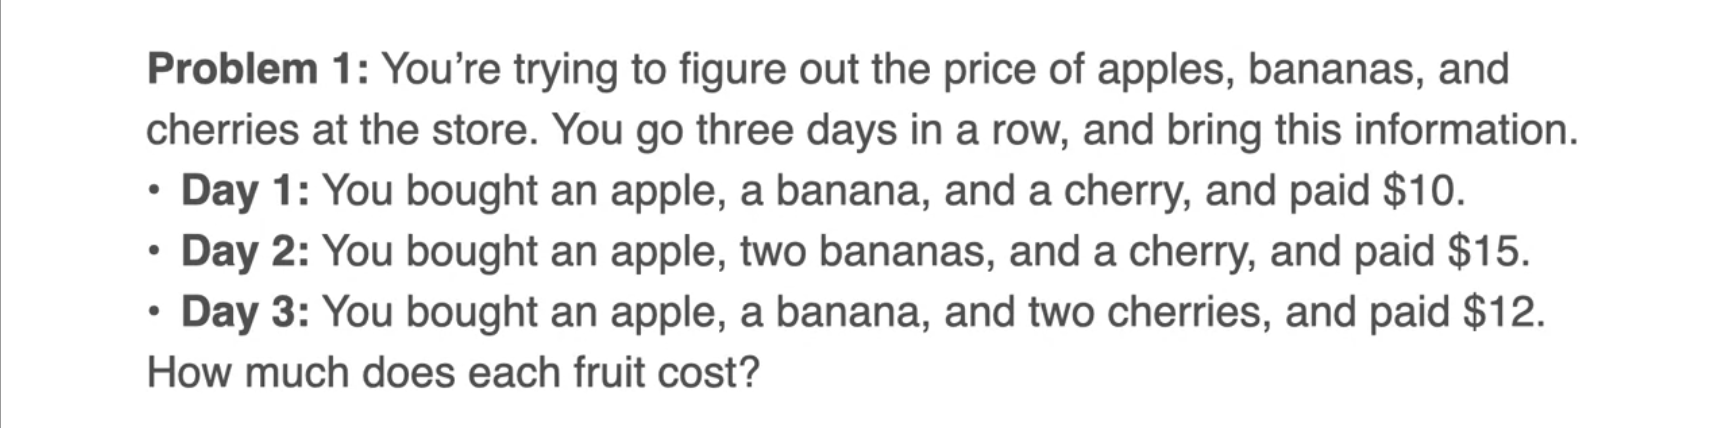 Problem 1: You’re trying to figure out the price of apples, bananas, and
cherries at the store. You go three days in a row, and bring this information.
• Day 1: You bought an apple, a banana, and a cherry, and paid $10.
• Day 2: You bought an apple, two bananas, and a cherry, and paid $15.
• Day 3: You bought an apple, a banana, and two cherries, and paid $12.
How much does each fruit cost?